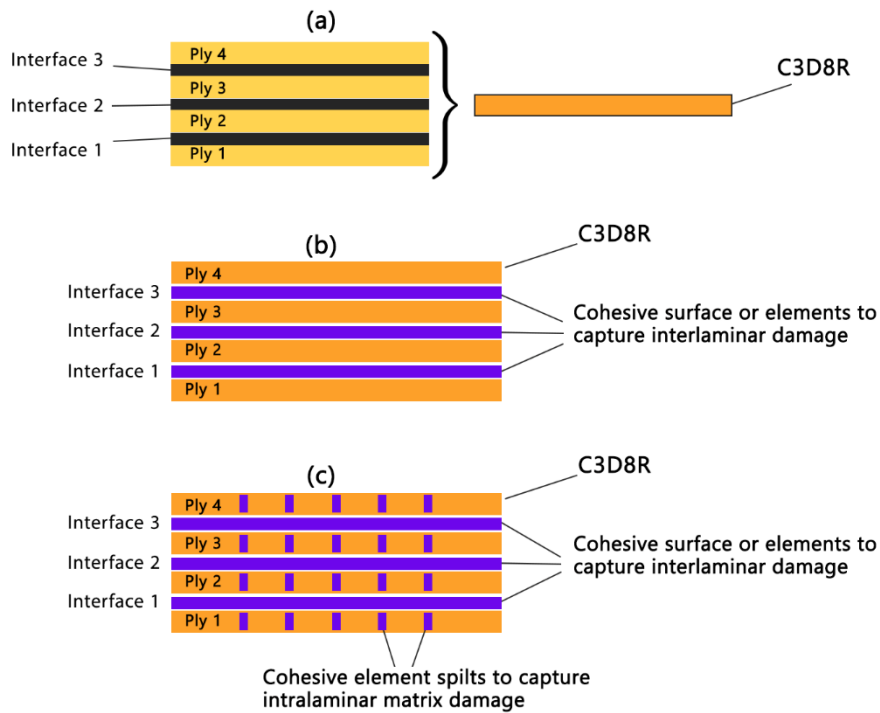 (a)
Ply 4
Interface 3
C3D8R
Ply 3
Interface 2
Ply 2
Interface 1
Ply 1
(b)
C3D8R
Ply 4
Interface 3
Ply 3
Cohesive surface or elements to
capture interlaminar damage
Interface 2
Ply 2
Interface 1
Ply 1
(c)
C3D8R
Ply 4
Interface 3
Ply 3
Cohesive surface or elements to
capture interlaminar damage
Interface 2
Ply 2
Interface 1
Ply 1
Cohesive element spilts to capture
intralaminar matrix damage